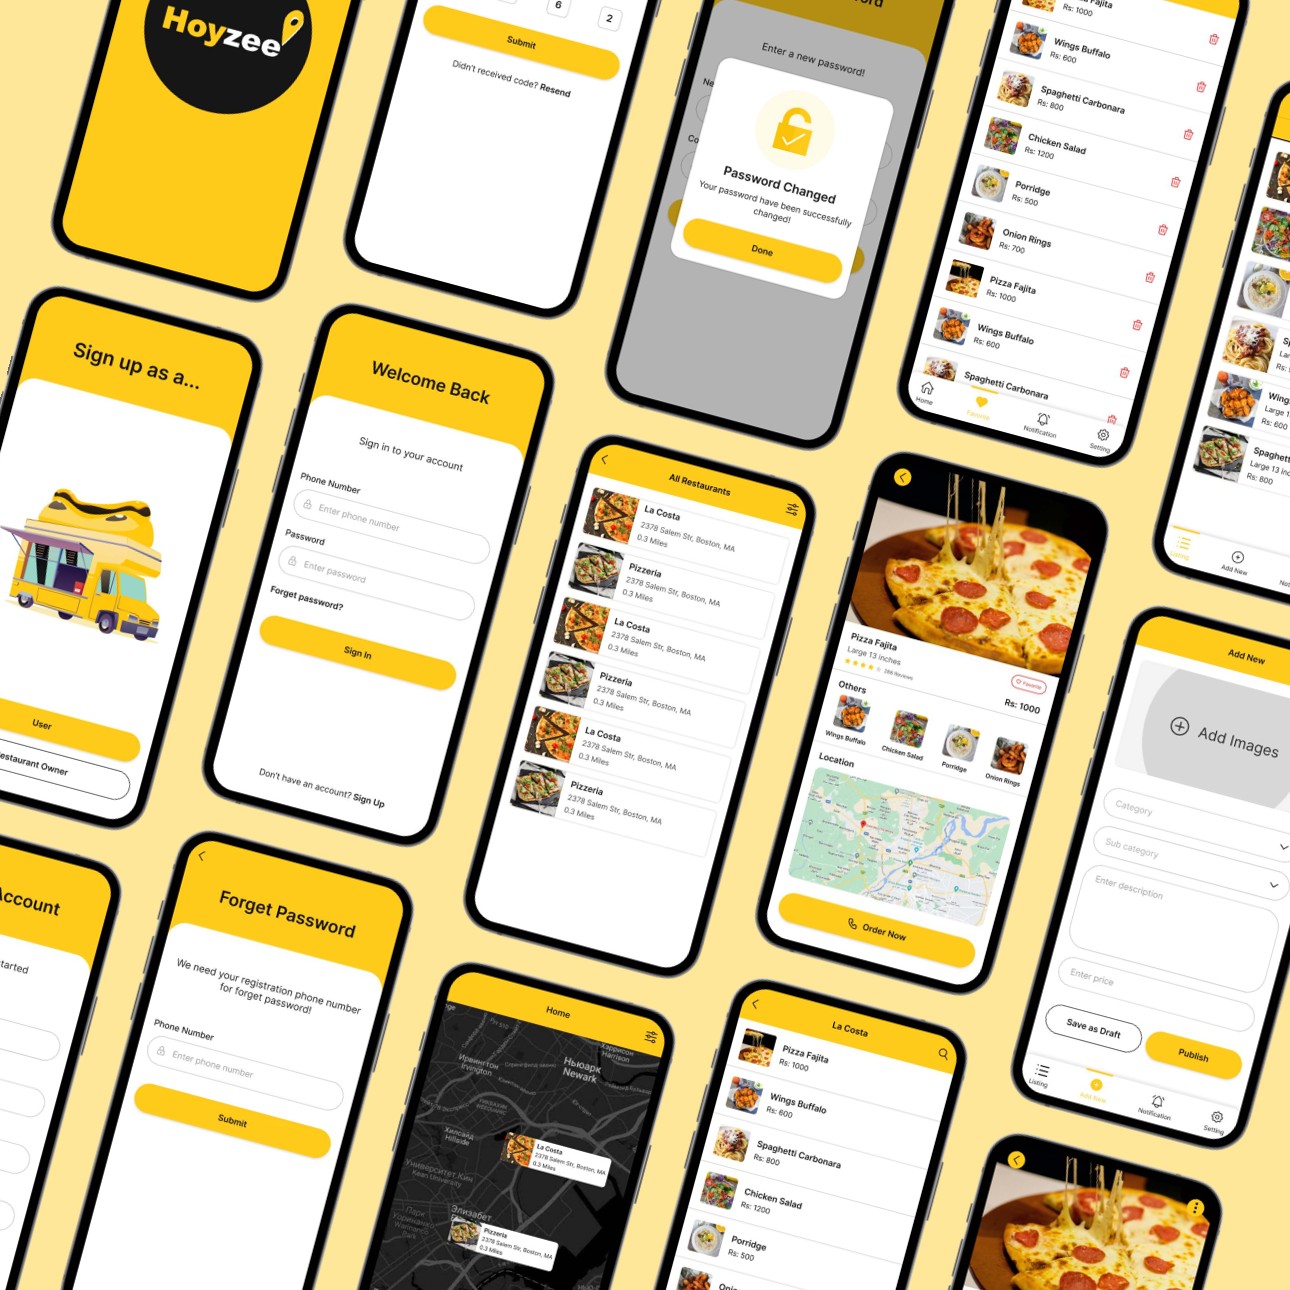 Hoyzee
6
2
Submit
Didn't received code? Resend
Enter a new password!
Password Changed
Your password have been successfully
changed!
Done
Rs: 1000
Wings Buffalo
Rs: 600
Spaghetti Carbonara
Rs: 800
Chicken Salad
Rs: 1200
Porridge
Rs: 500
Onion Rings
Rs: 700
Pizza Fajita
Rs: 1000
Wings Buffalo
Rs: 600
Spaghetti Carbonara
Home
Favorite
Notification
Setting
Rs: 600
Rs: 800
Listing
Add New
Sign up as a...
User
Restaurant Owner
Welcome Back
Sign in to your account
Phone Number
Enter phone number
Password
Enter password
Forget password?
Sign In
Don't have an account? Sign Up
All Restaurants
La Costa
2378 Salem Str, Boston, MA
0.3 Miles
Pizzeria
2378 Salem Str, Boston, MA
0.3 Miles
La Costa
2378 Salem Str, Boston, MA
0.3 Miles
Pizzeria
2378 Salem Str, Boston, MA
0.3 Miles
La Costa
2378 Salem Str, Boston, MA
0.3 Miles
Pizzeria
2378 Salem Str, Boston, MA
0.3 Miles
Pizza Fajita
Large 13 inches
Reviews
Favorite
Rs: 1000
Others
Wings Buffalo
Chicken Salad
Porridge
Onion Rings
Location
Order Now
Add New
Add Images
Category
Sub category
Enter description
Enter price
Save as Draft
Publish
Listing
Add New
Notification
Setting
Account
Forget Password
We need your registration phone number
for forget password!
Phone Number
Enter phone number
Submit
Home
Ирвингтон
Irvington
Ньюарк
Newark
Харрисон
Harrison
Хилсайд
Hillside
Университет Кин
Kean University
Элизабет
La Costa
2378 Salem Str, Boston, MA
0.3 Miles
Pizzeria
2378 Salem Str, Boston, MA
0.3 Miles
La Costa
Pizza Fajita
Rs: 1000
Wings Buffalo
Rs: 600
Spaghetti Carbonara
Rs: 800
Chicken Salad
Rs: 1200
Porridge
Rs: 500